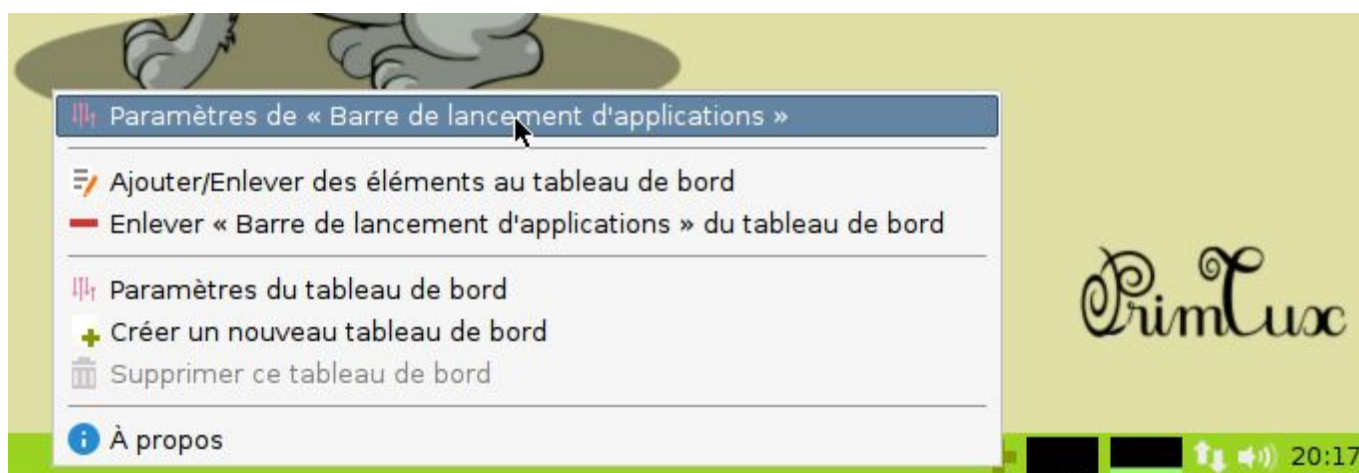 Paramètres de « Barre de lancement d'applications »
Ajouter/Enlever des éléments au tableau de bord
Enlever « Barre de lancement d'applications » du tableau de bord
Paramètres du tableau de bord
Créer un nouveau tableau de bord
Supprimer ce tableau de bord
À propos
PrimTux
20:17